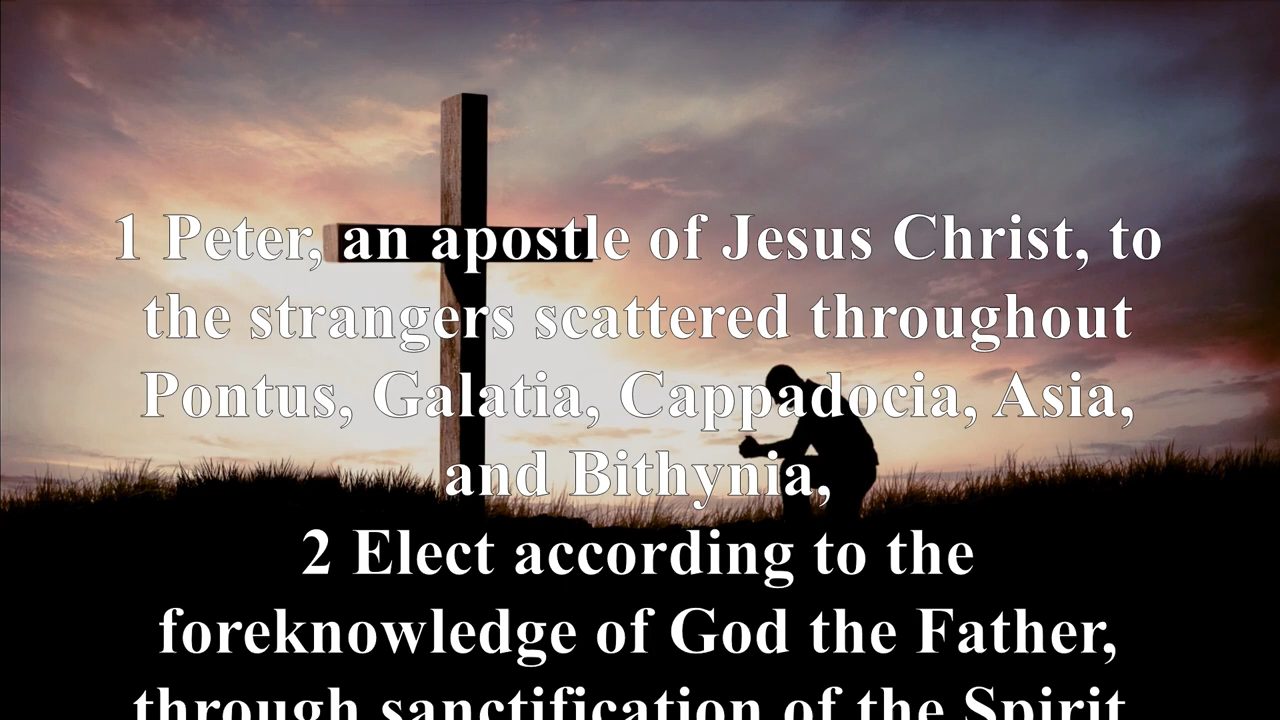 1 Peter, an apostle of Jesus Christ, to
the strangers scattered throughout
Pontus, Galatia, Cappadocia, Asia,
and Bithynia,
2 Elect according to the
foreknowledge of God the Father,
through sanctification of the Spirit